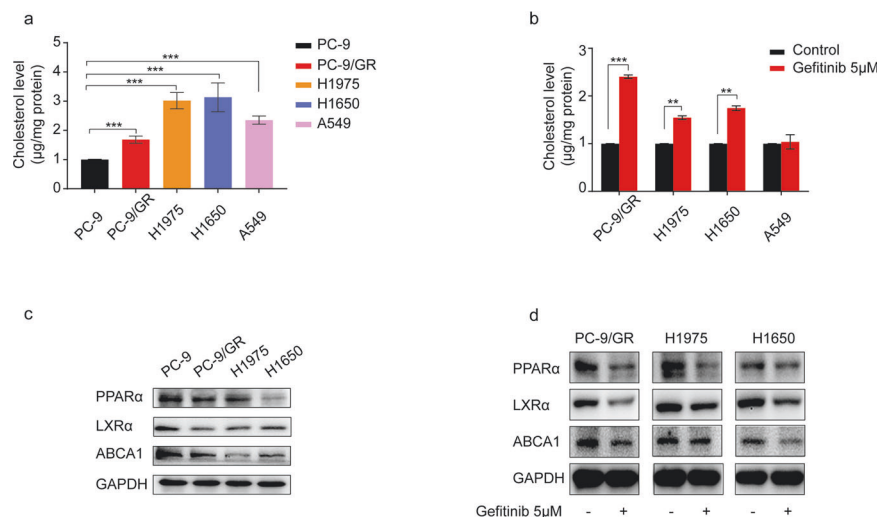 a
Cholesterol level
(µg/mg protein)
5
4
3
2
1
0
***
***
***
***
PC-9
PC-9/GR
H1975
H1650
A549
PC-9
PC-9/GR
H1975
H1650
A549
b
Cholesterol level
(µg/mg protein)
3
2
1
0
***
**
**
Control
Gefitinib 5µM
PC-9/GR
H1975
H1650
A549
c
PC-9
PC-9/GR
H1975
H1650
PPARα
LXRα
ABCA1
GAPDH
d
PC-9/GR H1975 H1650
PPARα
LXRα
ABCA1
GAPDH
Gefitinib 5µM - + - + - +